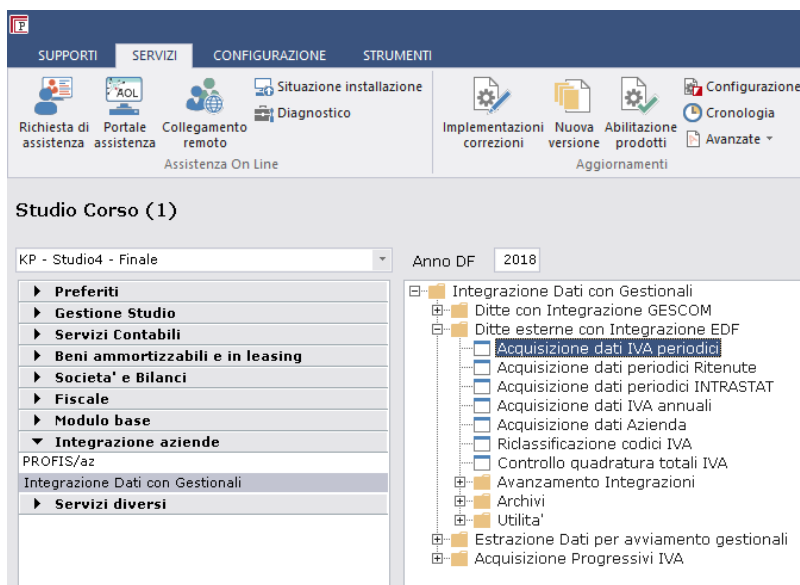 P
SUPPORTI SERVIZI CONFIGURAZIONE STRUMENTI
Richiesta di assistenza
AOL
Portale assistenza
Collegamento remoto
Situazione installazione
Diagnostico
Assistenza On Line
Implementazioni correzioni
Nuova versione
Abilitazione prodotti
Configurazione
Cronologia
Avanzate
Aggiornamenti
Studio Corso (1)
KP - Studio4 - Finale
Preferiti
Gestione Studio
Servizi Contabili
Beni ammortizzabili e in leasing
Societa' e Bilanci
Fiscale
Modulo base
Integrazione aziende
PROFIS/az
Integrazione Dati con Gestionali
Servizi diversi
Anno DF 2018
Integrazione Dati con Gestionali
Ditte con Integrazione GESCOM
Ditte esterne con Integrazione EDF
Acquisizione dati IVA periodici
Acquisizione dati periodici Ritenute
Acquisizione dati periodici INTRASTAT
Acquisizione dati IVA annuali
Acquisizione dati Azienda
Riclassificazione codici IVA
Controllo quadratura totali IVA
Avanzamento Integrazioni
Archivi
Utilita'
Estrazione Dati per avviamento gestionali
Acquisizione Progressivi IVA